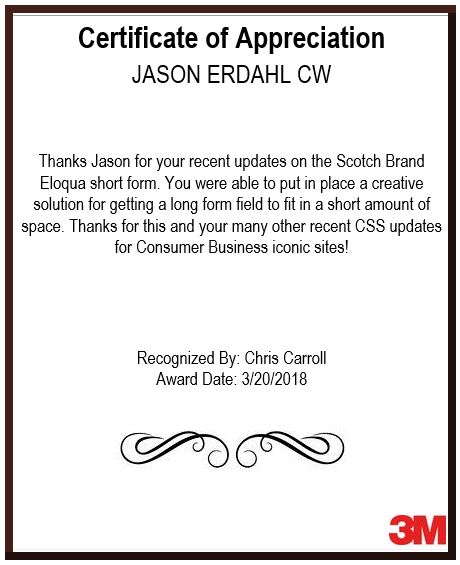 Certificate of Appreciation
JASON ERDAHL CW
Thanks Jason for your recent updates on the Scotch Brand
Eloqua short form. You were able to put in place a creative
solution for getting a long form field to fit in a short amount of
space. Thanks for this and your many other recent CSS updates
for Consumer Business iconic sites!
Recognized By: Chris Carroll
Award Date: 3/20/2018
3M